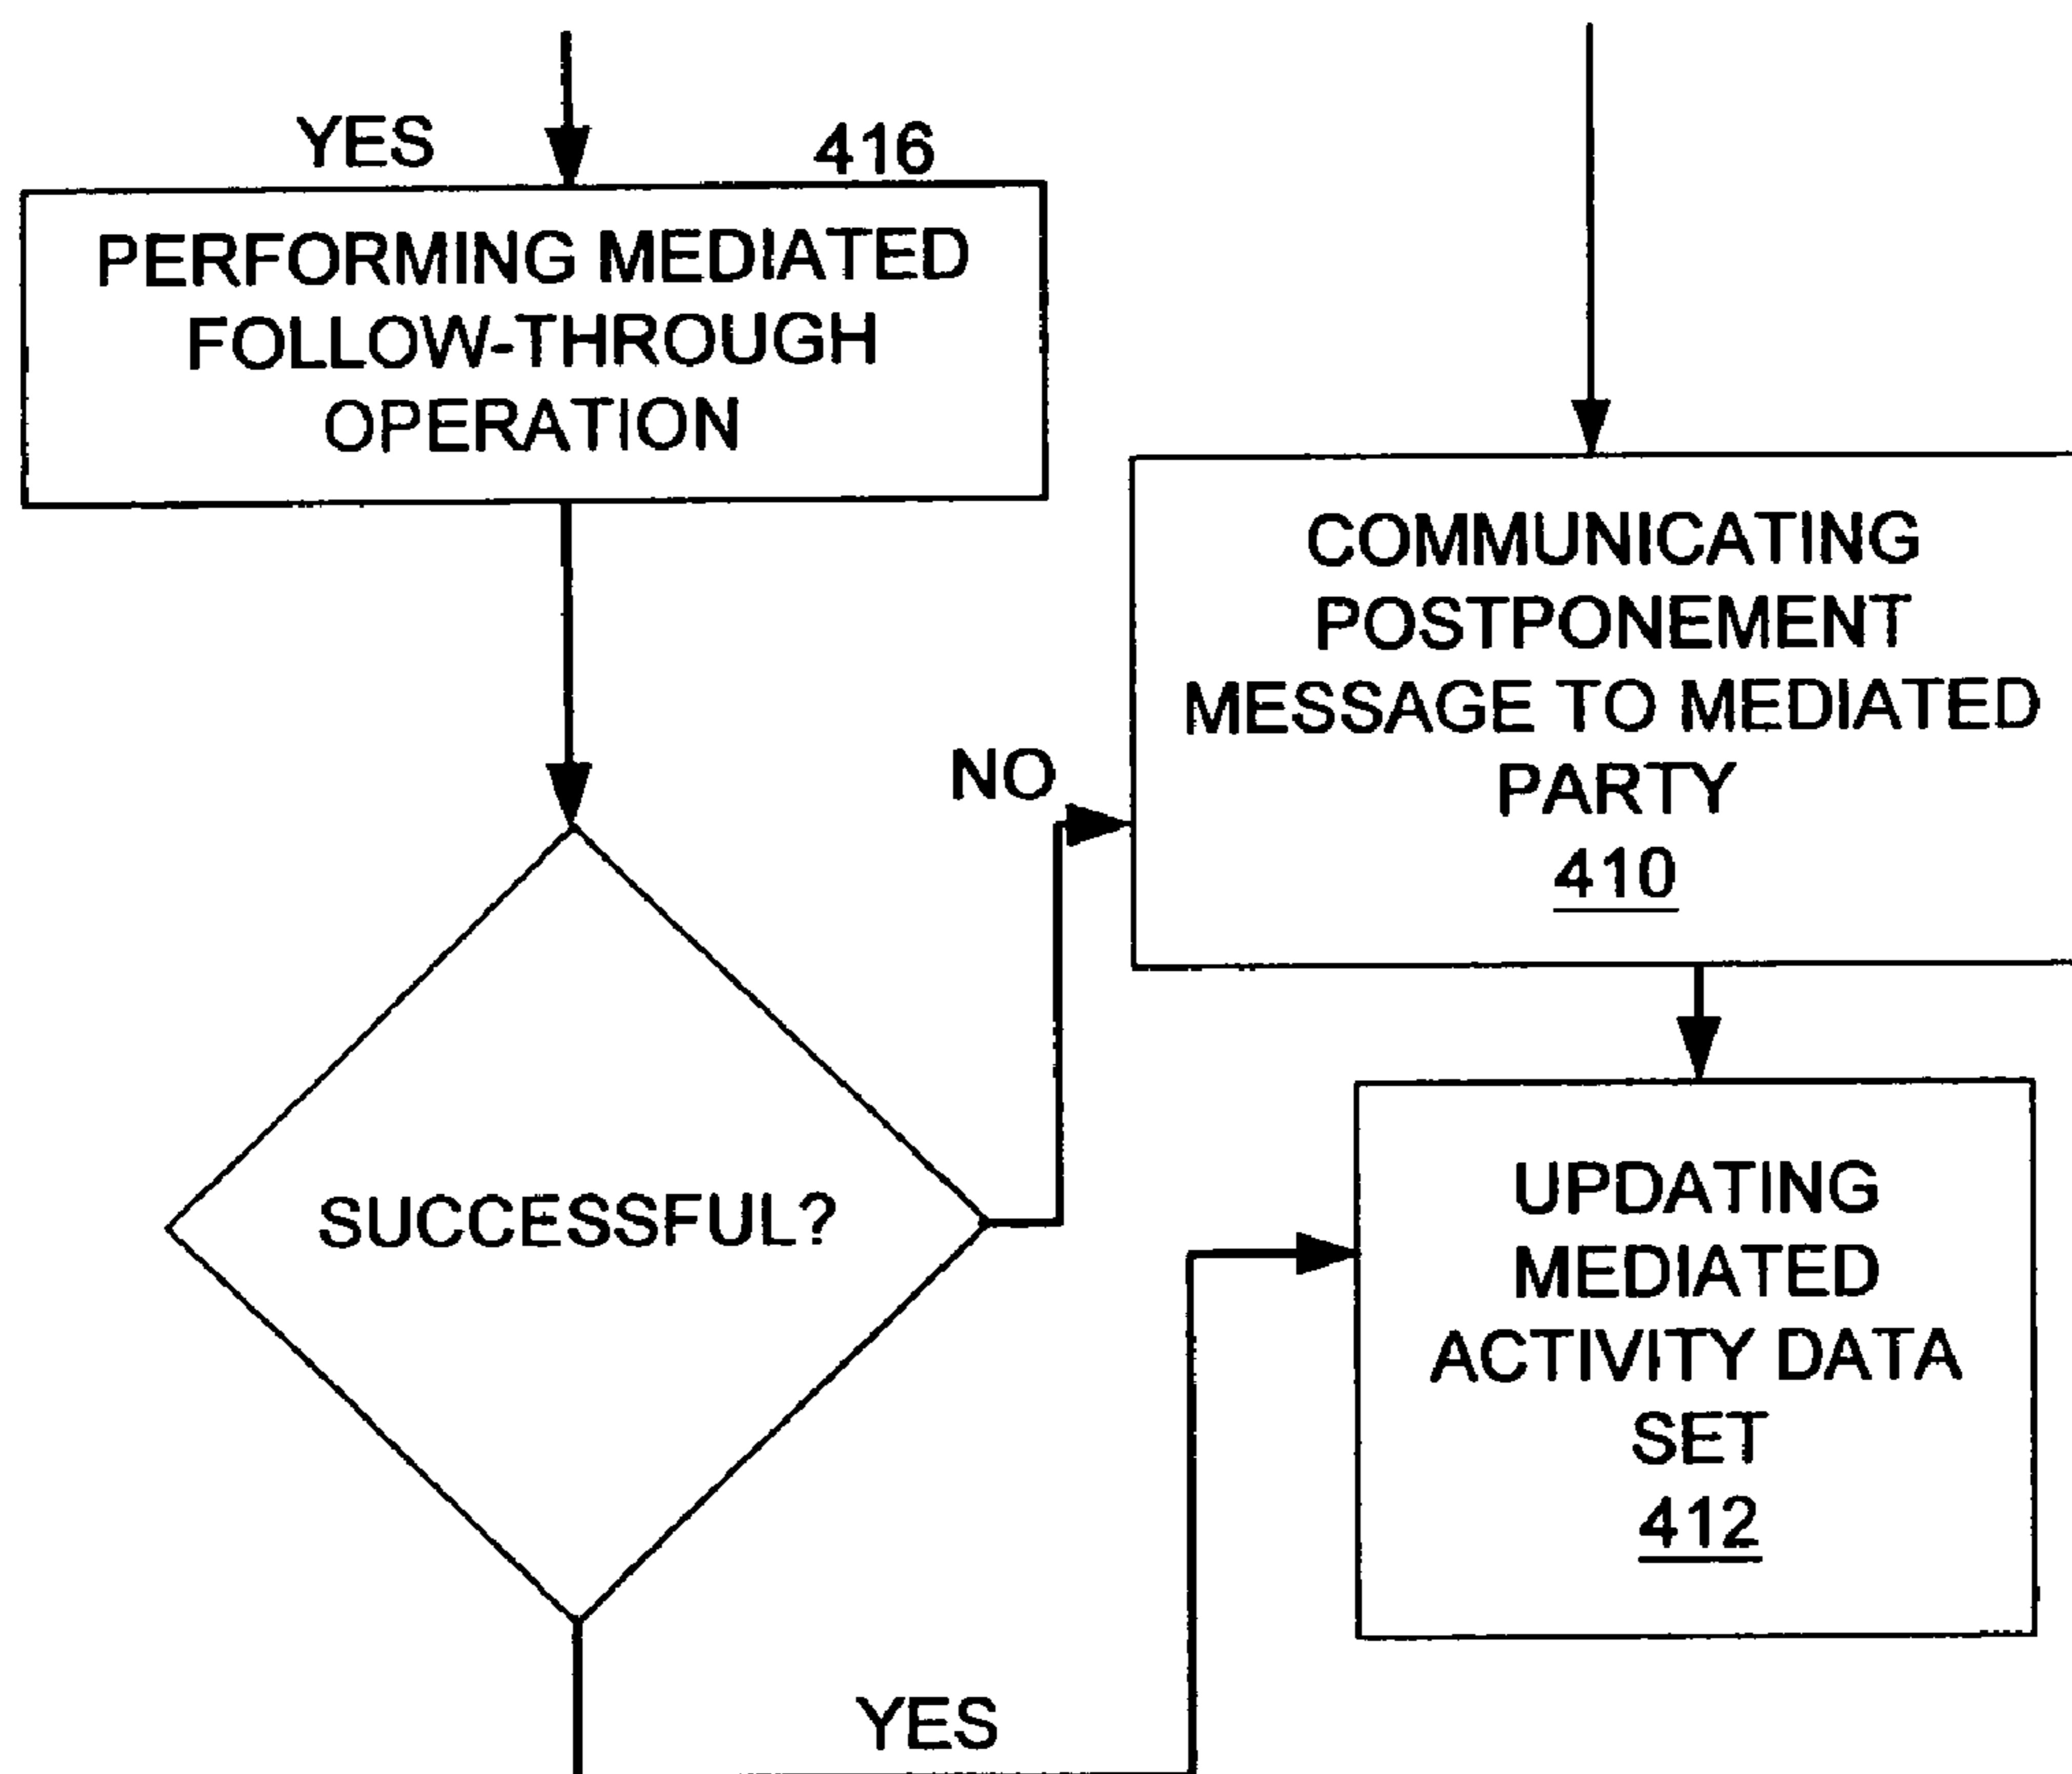 YES
416
PERFORMING MEDIATED
FOLLOW-THROUGH
OPERATION
COMMUNICATING
POSTPONEMENT
MESSAGE TO MEDIATED
PARTY
410
NO
SUCCESSFUL?
UPDATING
MEDIATED
ACTIVITY DATA
SET
412
YES